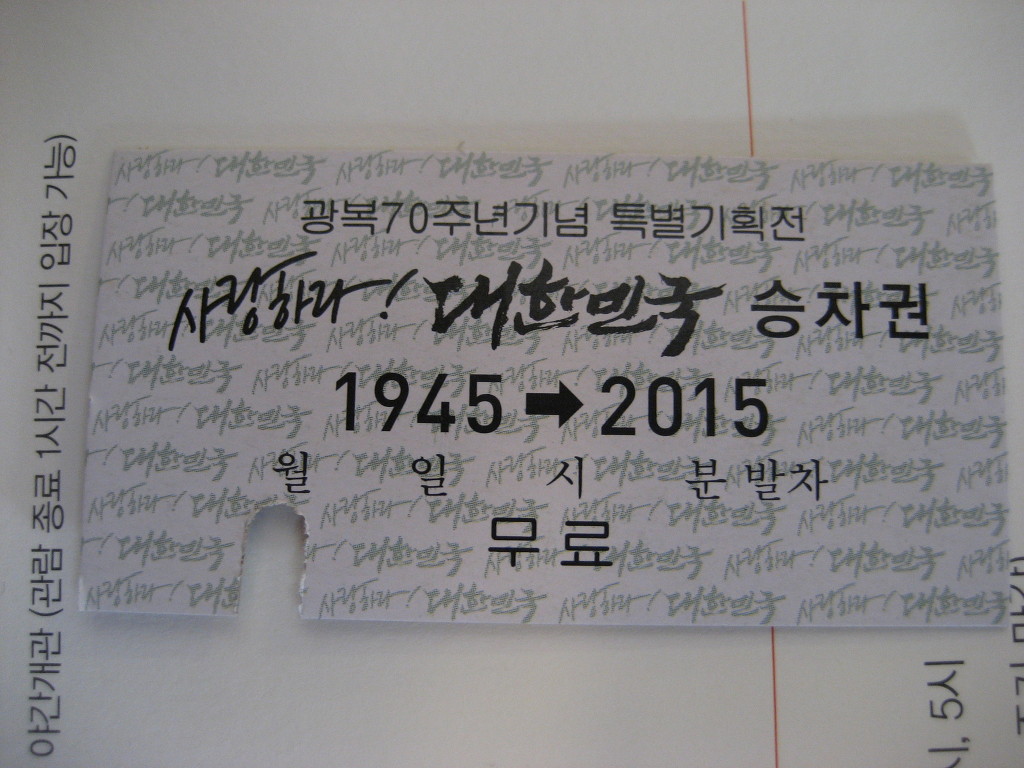 광복70주년기념 특별기획전
사랑하라! 대한민국 승차권
1945➡2015
월 일 시 분 발차
무료
야간개관 (관람 종료 1시간 전까지 입장 가능)
시, 5시